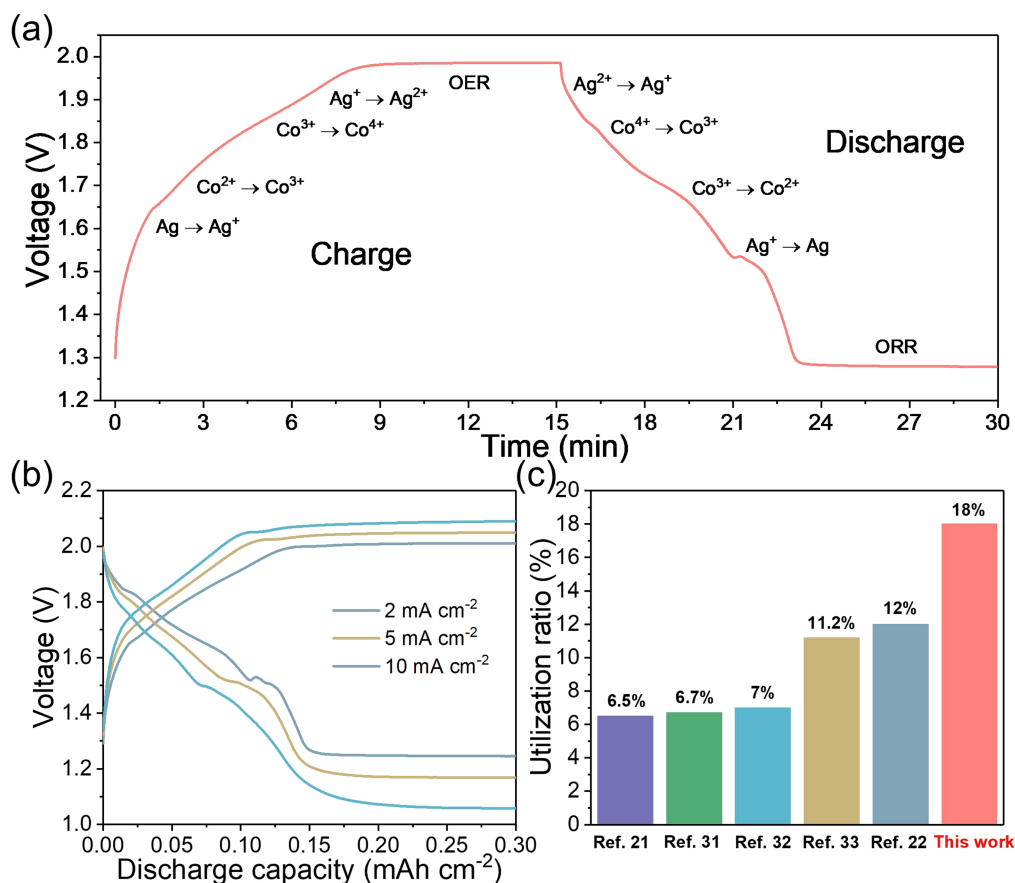 (a)
2.0
1.9
1.8
1.7
1.6
1.5
1.4
1.3
1.2
Voltage (V)
OER
Ag⁺ → Ag²⁺
Co³⁺ → Co⁴⁺
Co²⁺ → Co³⁺
Ag → Ag⁺
Charge
Ag²⁺ → Ag⁺
Co⁴⁺ → Co³⁺
Discharge
Co³⁺ → Co²⁺
Ag⁺ → Ag
ORR
0 3 6 9 12 15 18 21 24 27 30
Time (min)
(b)
2.2
2.0
1.8
1.6
1.4
1.2
1.0
Voltage (V)
2 mA cm⁻²
5 mA cm⁻²
10 mA cm⁻²
0.00 0.05 0.10 0.15 0.20 0.25 0.30
Discharge capacity (mAh cm⁻²)
(c)
20
18
16
14
12
10
8
6
4
2
0
Utilization ratio (%)
6.5%
6.7%
7%
11.2%
12%
18%
Ref. 21 Ref. 31 Ref. 32 Ref. 33 Ref. 22 This work